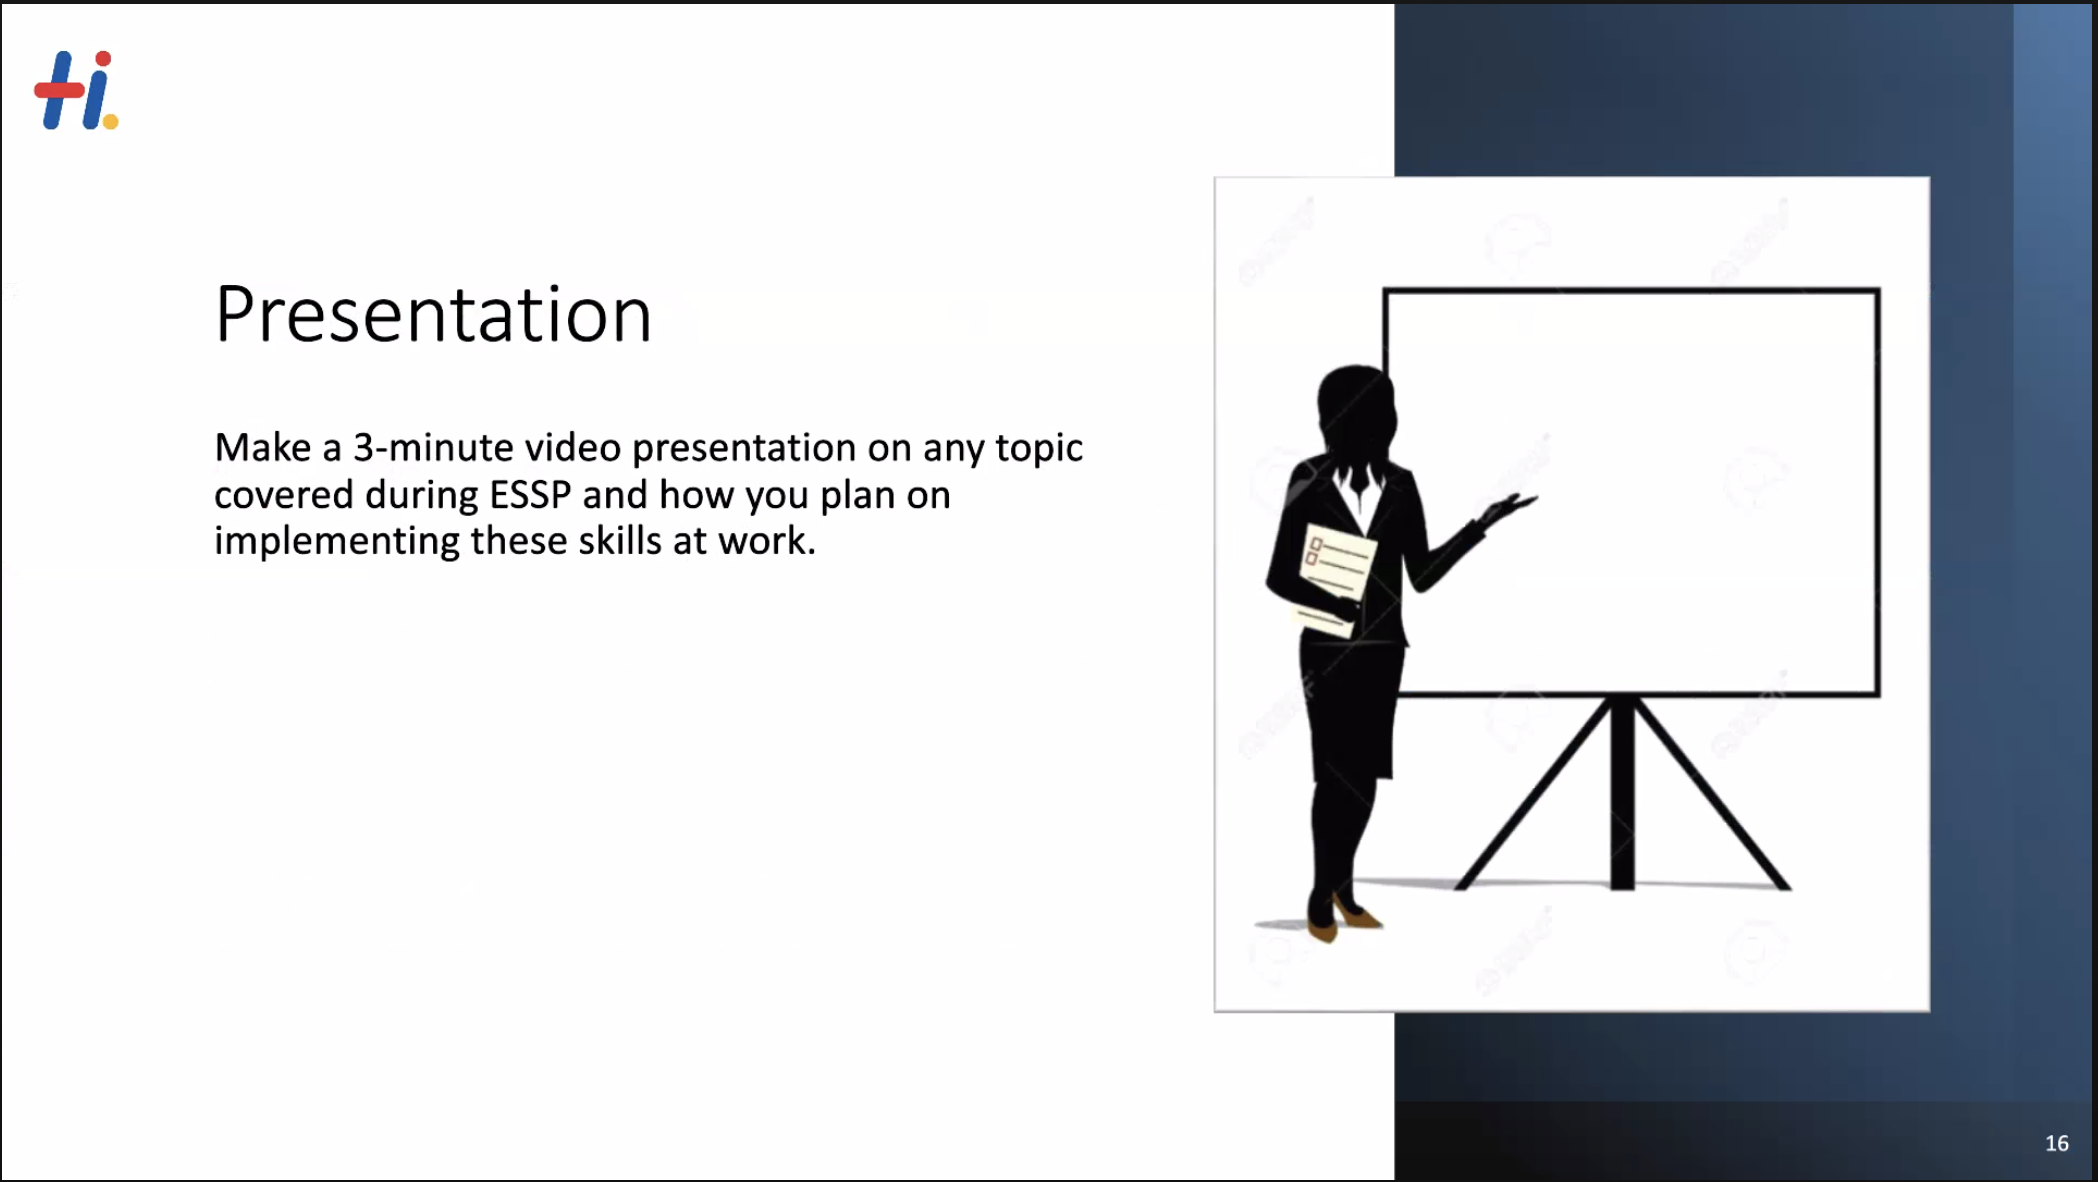 Hi.
Presentation
Make a 3-minute video presentation on any topic
covered during ESSP and how you plan on
implementing these skills at work.
16